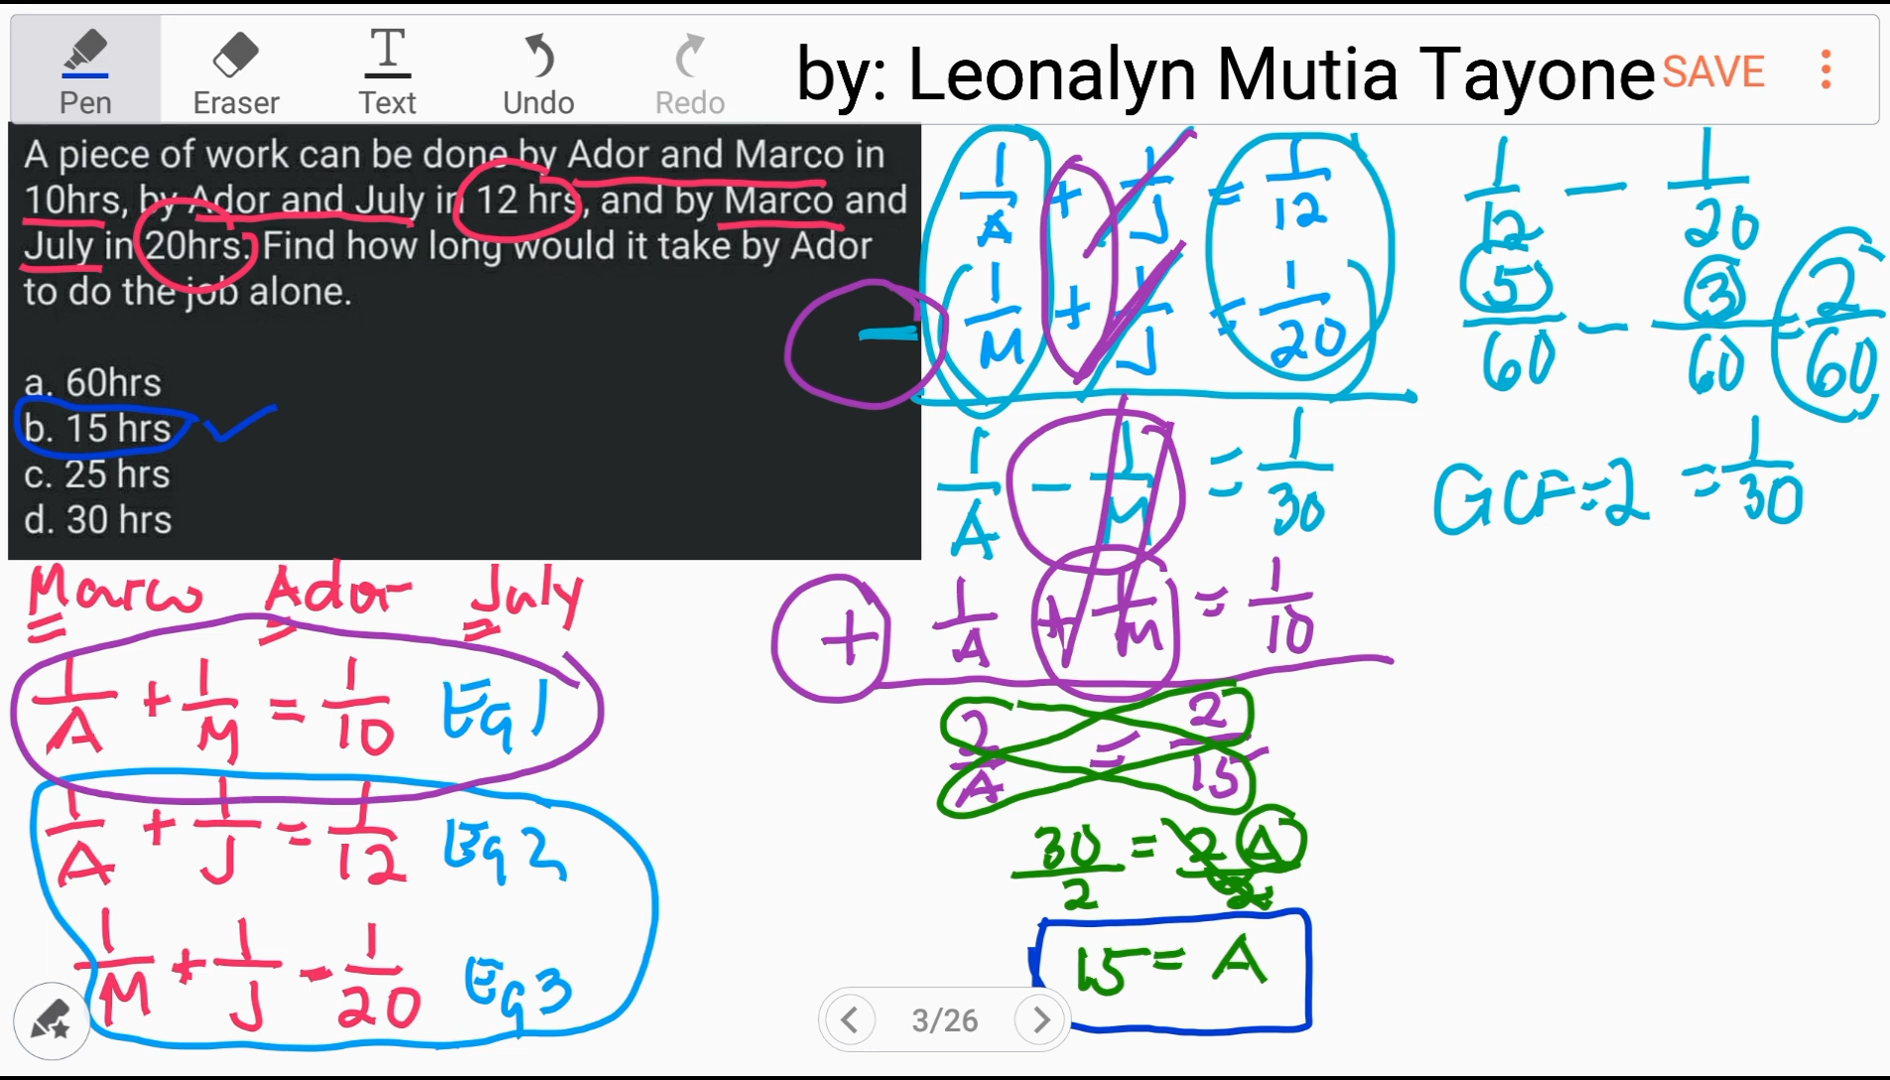 Pen
Eraser
Text
Undo
Redo
by: Leonalyn Mutia Tayone
SAVE
A piece of work can be done by Ador and Marco in
10hrs, by Ador and July in 12 hrs, and by Marco and
July in 20hrs. Find how long would it take by Ador
to do the job alone.
a. 60hrs
b. 15 hrs
c. 25 hrs
d. 30 hrs
Marco Ador July
1/A + 1/M = 1/10 Eq 1
1/A + 1/J = 1/12 Eq 2
1/M + 1/J = 1/20 Eq 3
1/A + 1/J = 1/12
- 1/M + 1/J = 1/20
1/A - 1/M = 1/30
+ 1/A + 1/M = 1/10
2/A = 2/15
30/2 = 2A/2
15 = A
1/12 - 1/20
5/60 - 3/60 = 2/60
GCF=2 = 1/30
3/26